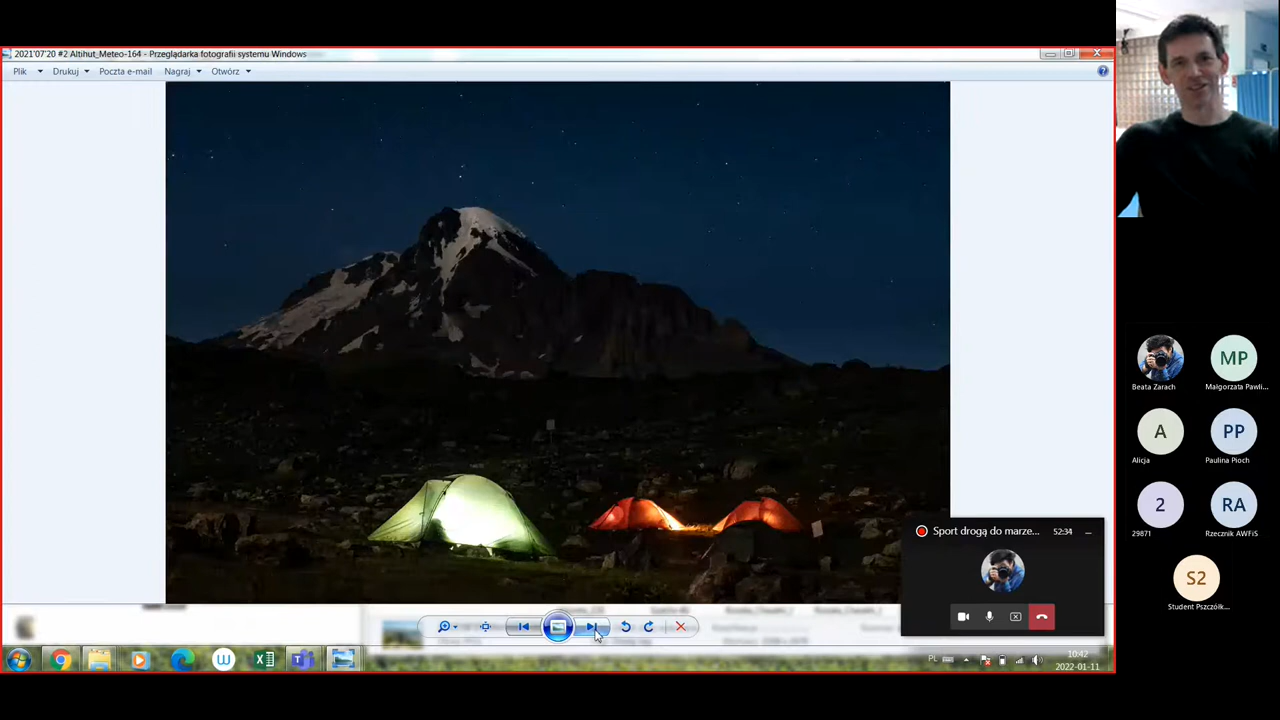 2021'07'20 #2 Altihut_Meteo-164 - Przeglądarka fotografii systemu Windows
Plik Drukuj Poczta e-mail Nagraj Otwórz
Sport drogą do marze... 52:34
PL
10:42
2022-01-11
Beata Zarach
MP
Małgorzata Pawli...
A
Alicja
PP
Paulina Pioch
2
29871
RA
Rzecznik AWFiS
S2
Student Pszczółk...